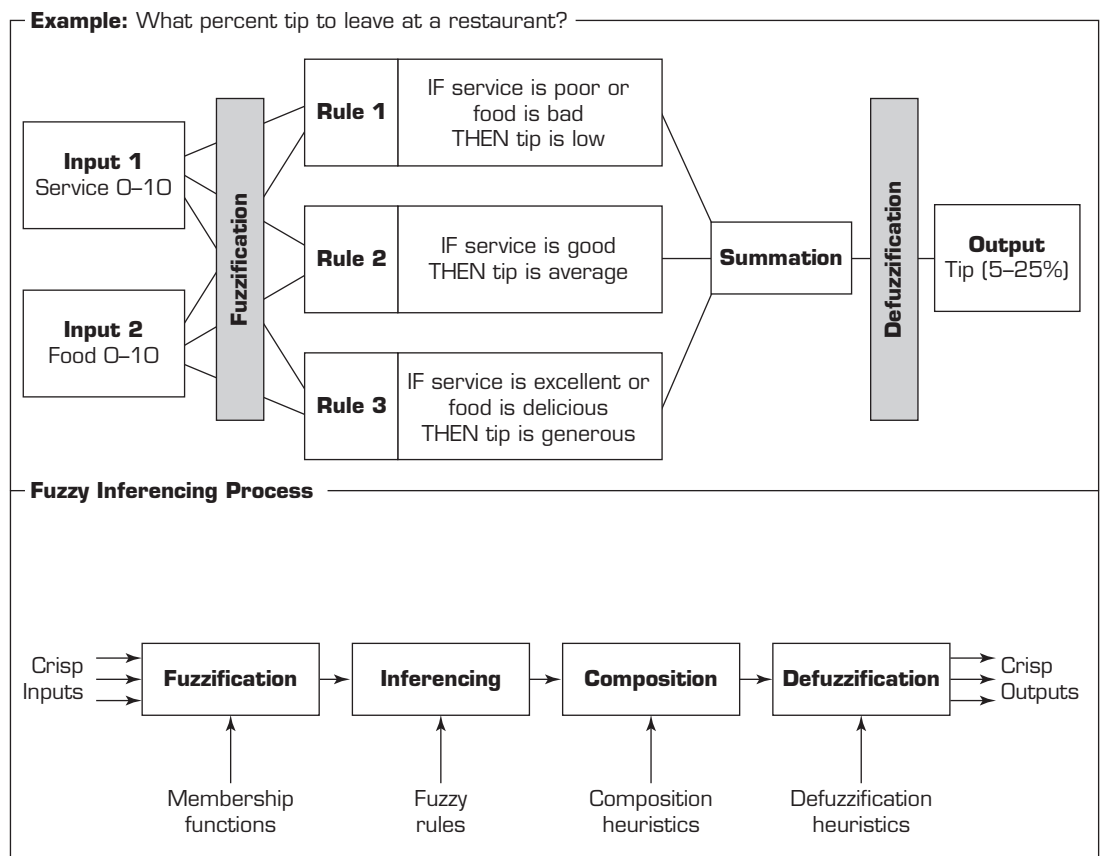 Example: What percent tip to leave at a restaurant?
Input 1
Service 0–10
Input 2
Food 0–10
Fuzzification
Rule 1
IF service is poor or
food is bad
THEN tip is low
Rule 2
IF service is good
THEN tip is average
Rule 3
IF service is excellent or
food is delicious
THEN tip is generous
Summation
Defuzzification
Output
Tip (5–25%)
Fuzzy Inferencing Process
Crisp
Inputs
Fuzzification
Inferencing
Composition
Defuzzification
Crisp
Outputs
Membership
functions
Fuzzy
rules
Composition
heuristics
Defuzzification
heuristics